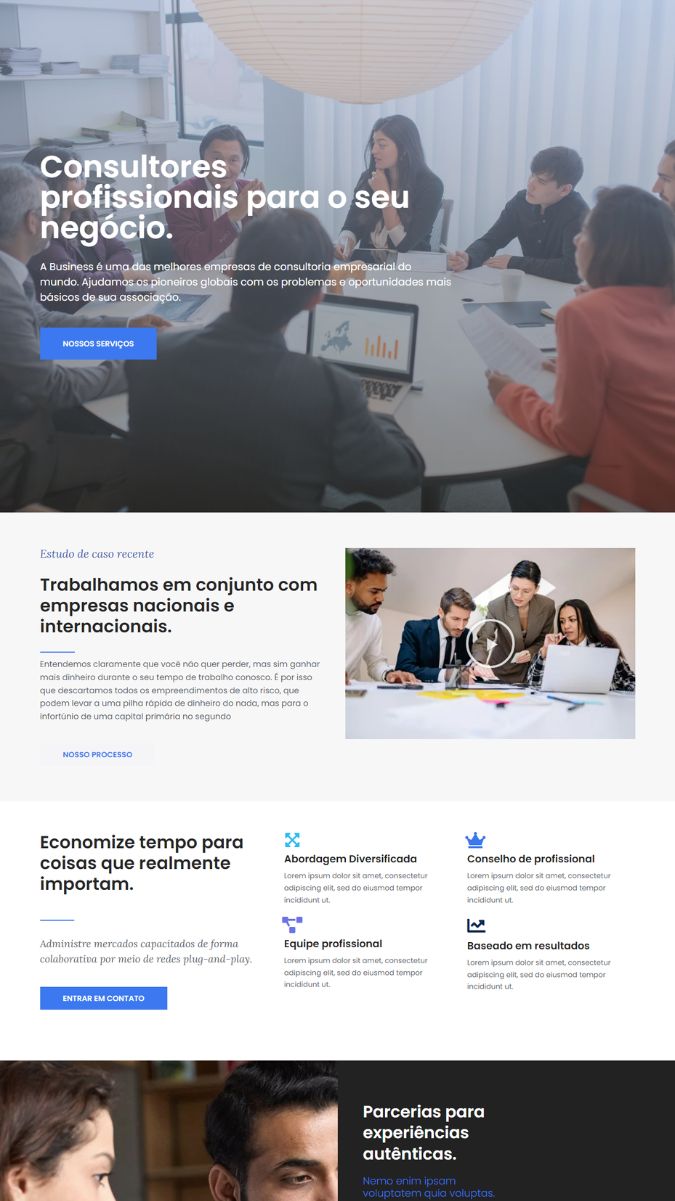 Consultores
profissionais para o seu
negócio.
A Business é uma das melhores empresas de consultoria empresarial do
mundo. Ajudamos os pioneiros globais com os problemas e oportunidades mais
básicos de sua associação.
NOSSOS SERVIÇOS
Estudo de caso recente
Trabalhamos em conjunto com
empresas nacionais e
internacionais.
Entendemos claramente que você não quer perder, mas sim ganhar
mais dinheiro durante o seu tempo de trabalho conosco. É por isso
que descartamos todos os empreendimentos de alto risco, que
podem levar a uma pilha rápida de dinheiro do nada, mas para o
infortúnio de uma capital primária no segundo
NOSSO PROCESSO
Economize tempo para
coisas que realmente
importam.
Administre mercados capacitados de forma
colaborativa por meio de redes plug-and-play.
ENTRAR EM CONTATO
Abordagem Diversificada
Lorem ipsum dolor sit amet, consectetur
adipiscing elit, sed do eiusmod tempor
incididunt ut.
Conselho de profissional
Lorem ipsum dolor sit amet, consectetur
adipiscing elit, sed do eiusmod tempor
incididunt ut.
Equipe profissional
Lorem ipsum dolor sit amet, consectetur
adipiscing elit, sed do eiusmod tempor
incididunt ut.
Baseado em resultados
Lorem ipsum dolor sit amet, consectetur
adipiscing elit, sed do eiusmod tempor
incididunt ut.
Parcerias para
experiências
autênticas.
Nemo enim ipsam
voluptatem quia voluptas.